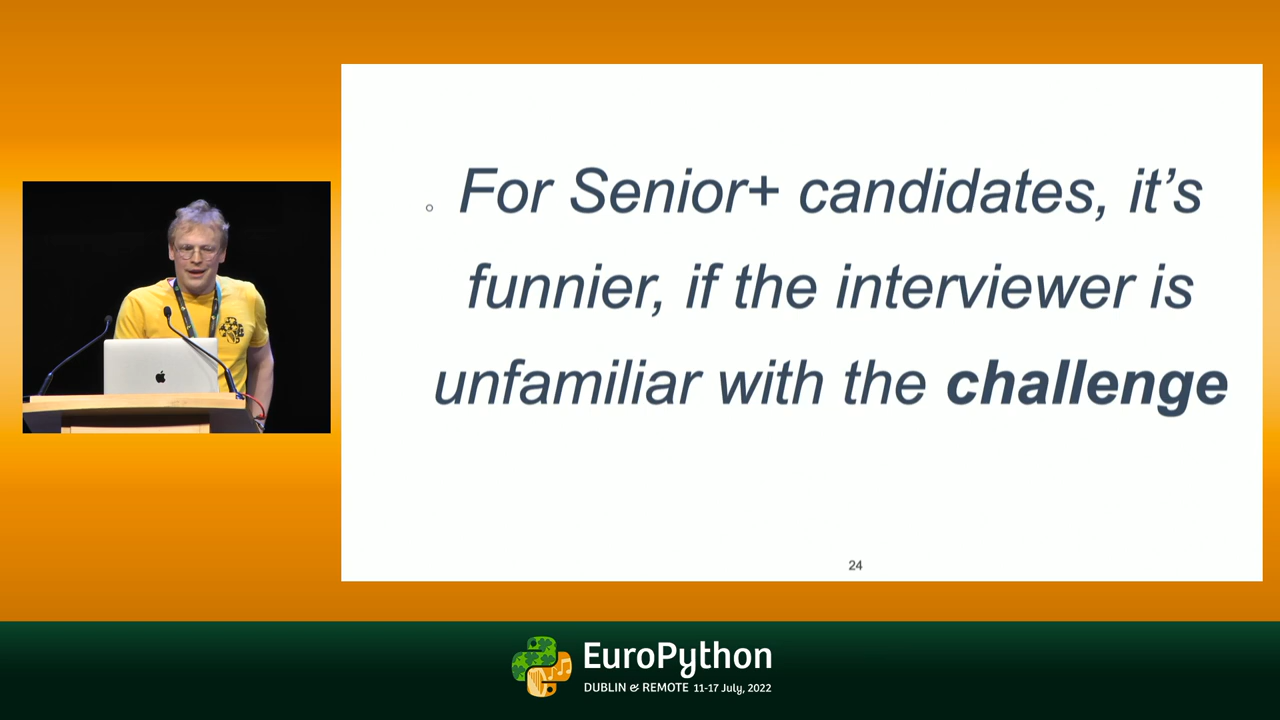 For Senior+ candidates, it’s
funnier, if the interviewer is
unfamiliar with the challenge
24
EuroPython
DUBLIN & REMOTE 11-17 July, 2022